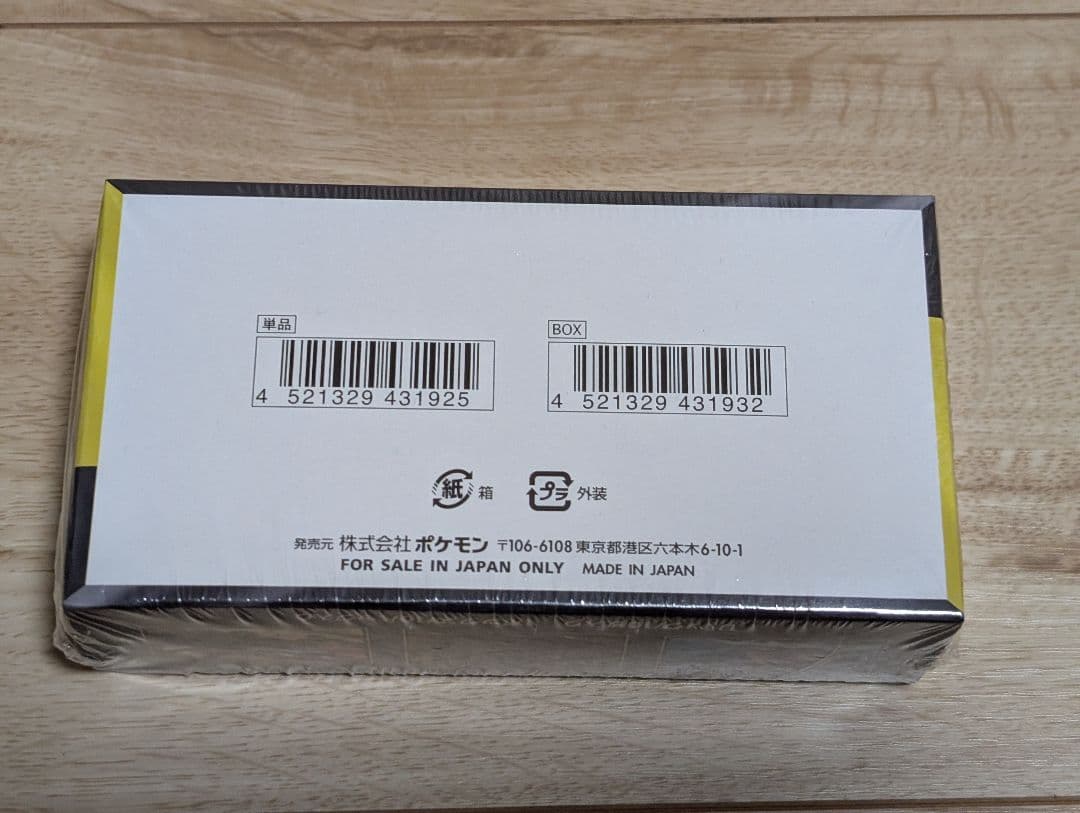 単品
4 521329 431925
BOX
4 521329 431932
紙 箱 プラ 外装
発売元 株式会社ポケモン 〒106-6108 東京都港区六本木6-10-1
FOR SALE IN JAPAN ONLY MADE IN JAPAN